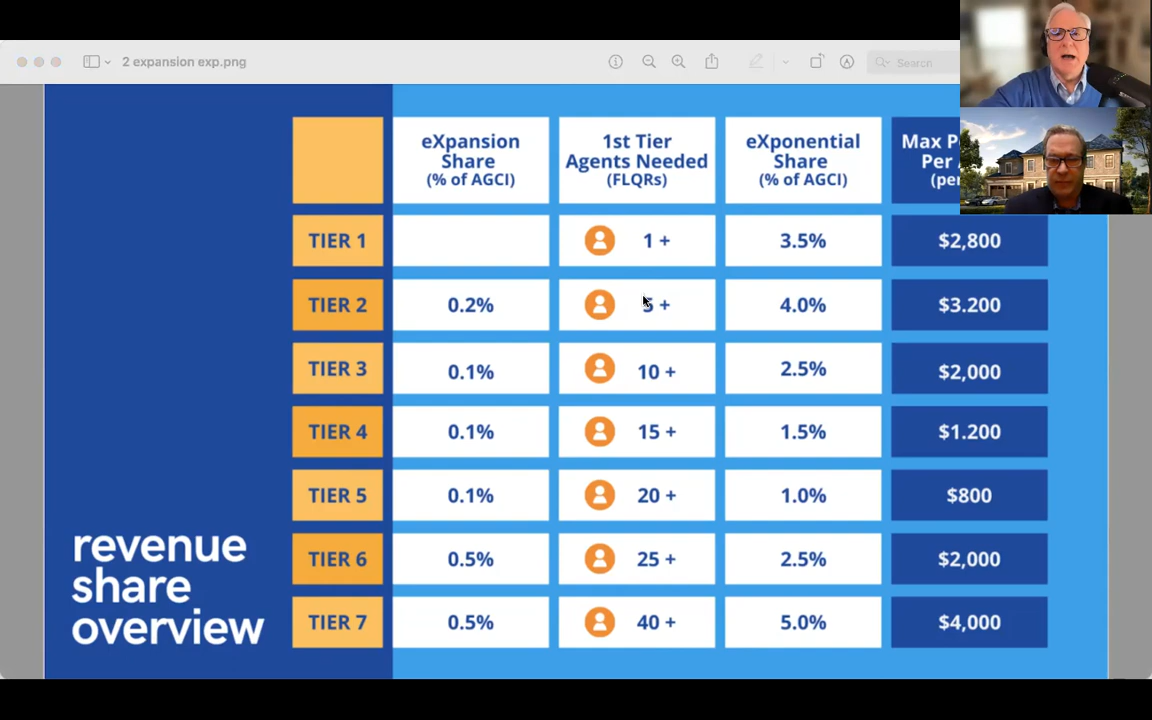 2 expansion exp.png
Search
eXpansion
Share
(% of AGCI)
1st Tier
Agents Needed
(FLQRs)
eXponential
Share
(% of AGCI)
Max
Per
TIER 1 1 + 3.5% $2,800
TIER 2 0.2% 5 + 4.0% $3.200
TIER 3 0.1% 10 + 2.5% $2,000
TIER 4 0.1% 15 + 1.5% $1.200
TIER 5 0.1% 20 + 1.0% $800
TIER 6 0.5% 25 + 2.5% $2,000
TIER 7 0.5% 40 + 5.0% $4,000
revenue
share
overview